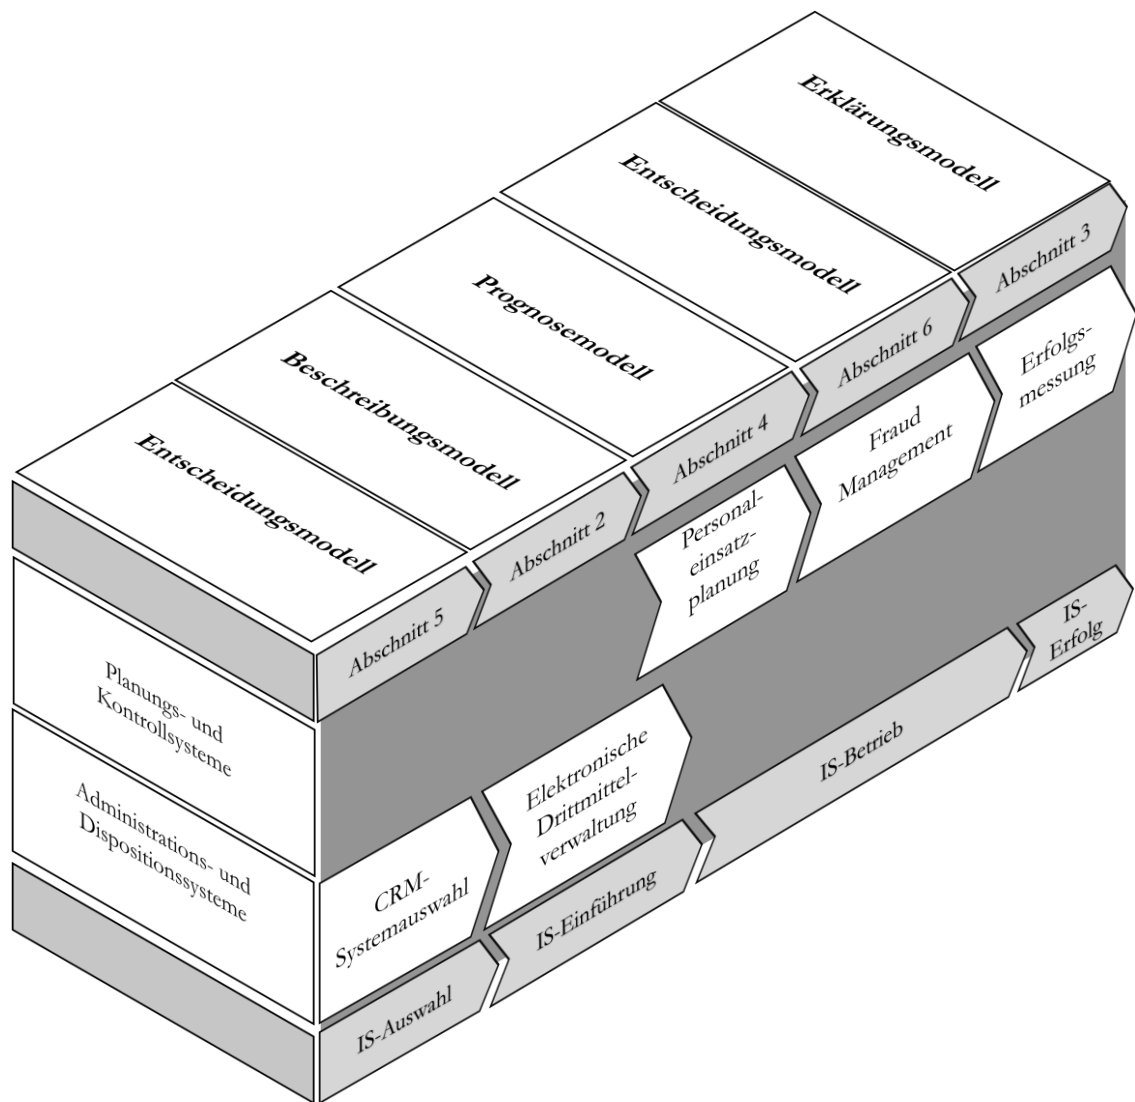 Erklärungsmodell
Entscheidungsmodell
Prognosemodell
Beschreibungsmodell
Entscheidungsmodell
Abschnitt 3
Abschnitt 6
Abschnitt 4
Abschnitt 2
Abschnitt 5
Erfolgs-
messung
Fraud
Management
Personal-
einsatz-
planung
Planungs- und
Kontrollsysteme
Administrations- und
Dispositionssysteme
Elektronische
Drittmittel-
verwaltung
CRM-
Systemauswahl
IS-
Erfolg
IS-Betrieb
IS-Einführung
IS-Auswahl